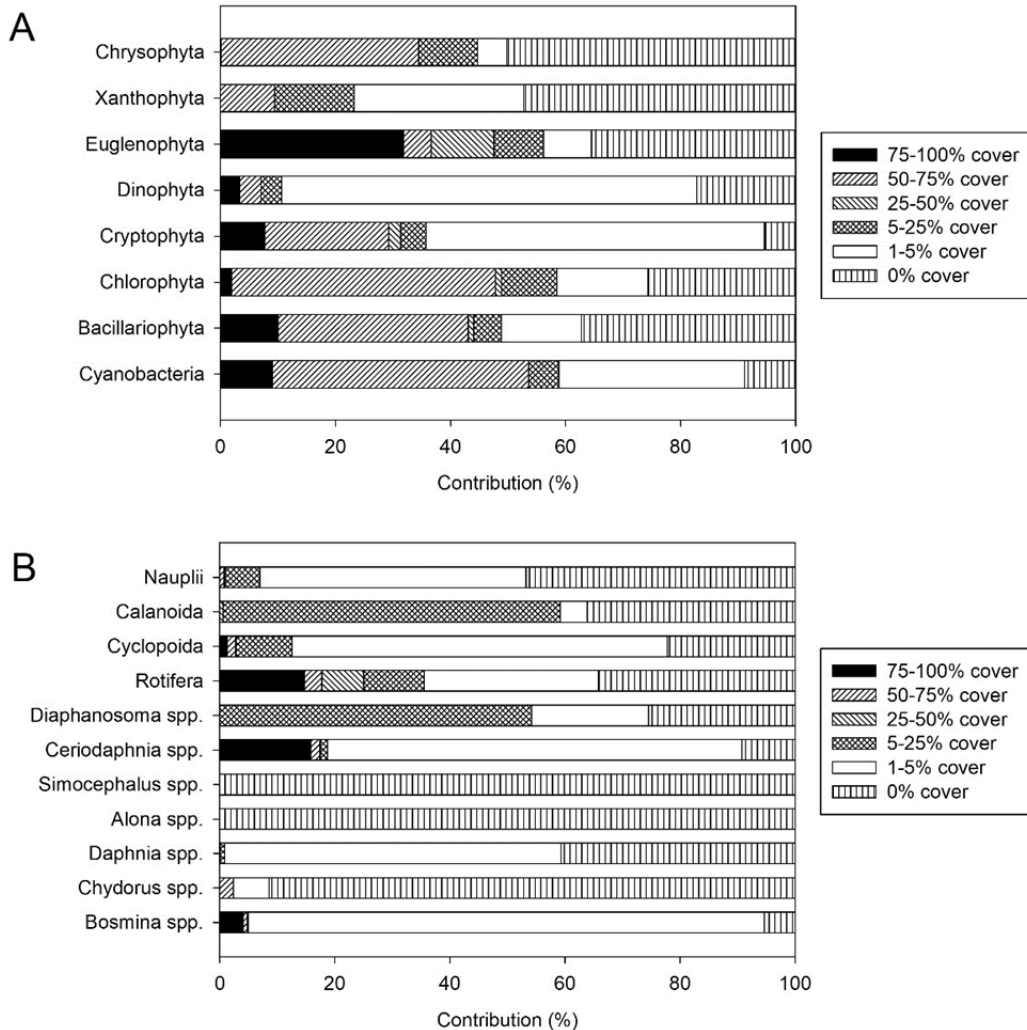 A
Chrysophyta
Xanthophyta
Euglenophyta
Dinophyta
Cryptophyta
Chlorophyta
Bacillariophyta
Cyanobacteria
0 20 40 60 80 100
Contribution (%)
75-100% cover
50-75% cover
25-50% cover
5-25% cover
1-5% cover
0% cover
B
Nauplii
Calanoida
Cyclopoida
Rotifera
Diaphanosoma spp.
Ceriodaphnia spp.
Simocephalus spp.
Alona spp.
Daphnia spp.
Chydorus spp.
Bosmina spp.
0 20 40 60 80 100
Contribution (%)
75-100% cover
50-75% cover
25-50% cover
5-25% cover
1-5% cover
0% cover